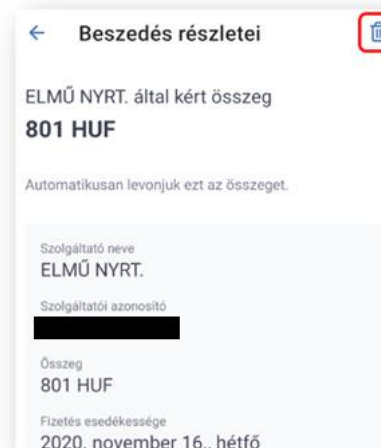 Beszedés részletei
ELMŰ NYRT. által kért összeg
801 HUF
Automatikusan levonjuk ezt az összeget.
Szolgáltató neve
ELMŰ NYRT.
Szolgáltatói azonosító
Összeg
801 HUF
Fizetés esedékessége
2020. november 16., hétfő